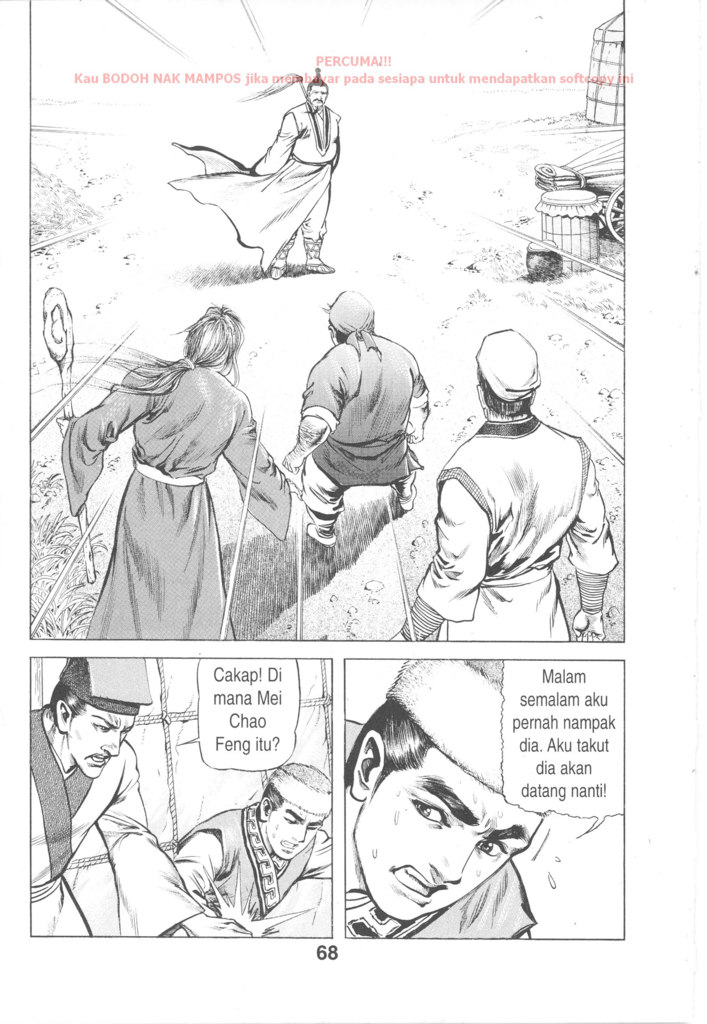 PERCUMA!!!
Kau BODOH NAK MAMPOS jika membayar pada sesiapa untuk mendapatkan softcopy ini
Cakap! Di
mana Mei
Chao
Feng itu?
Malam
semalam aku
pernah nampak
dia. Aku takut
dia akan
datang nanti!
68